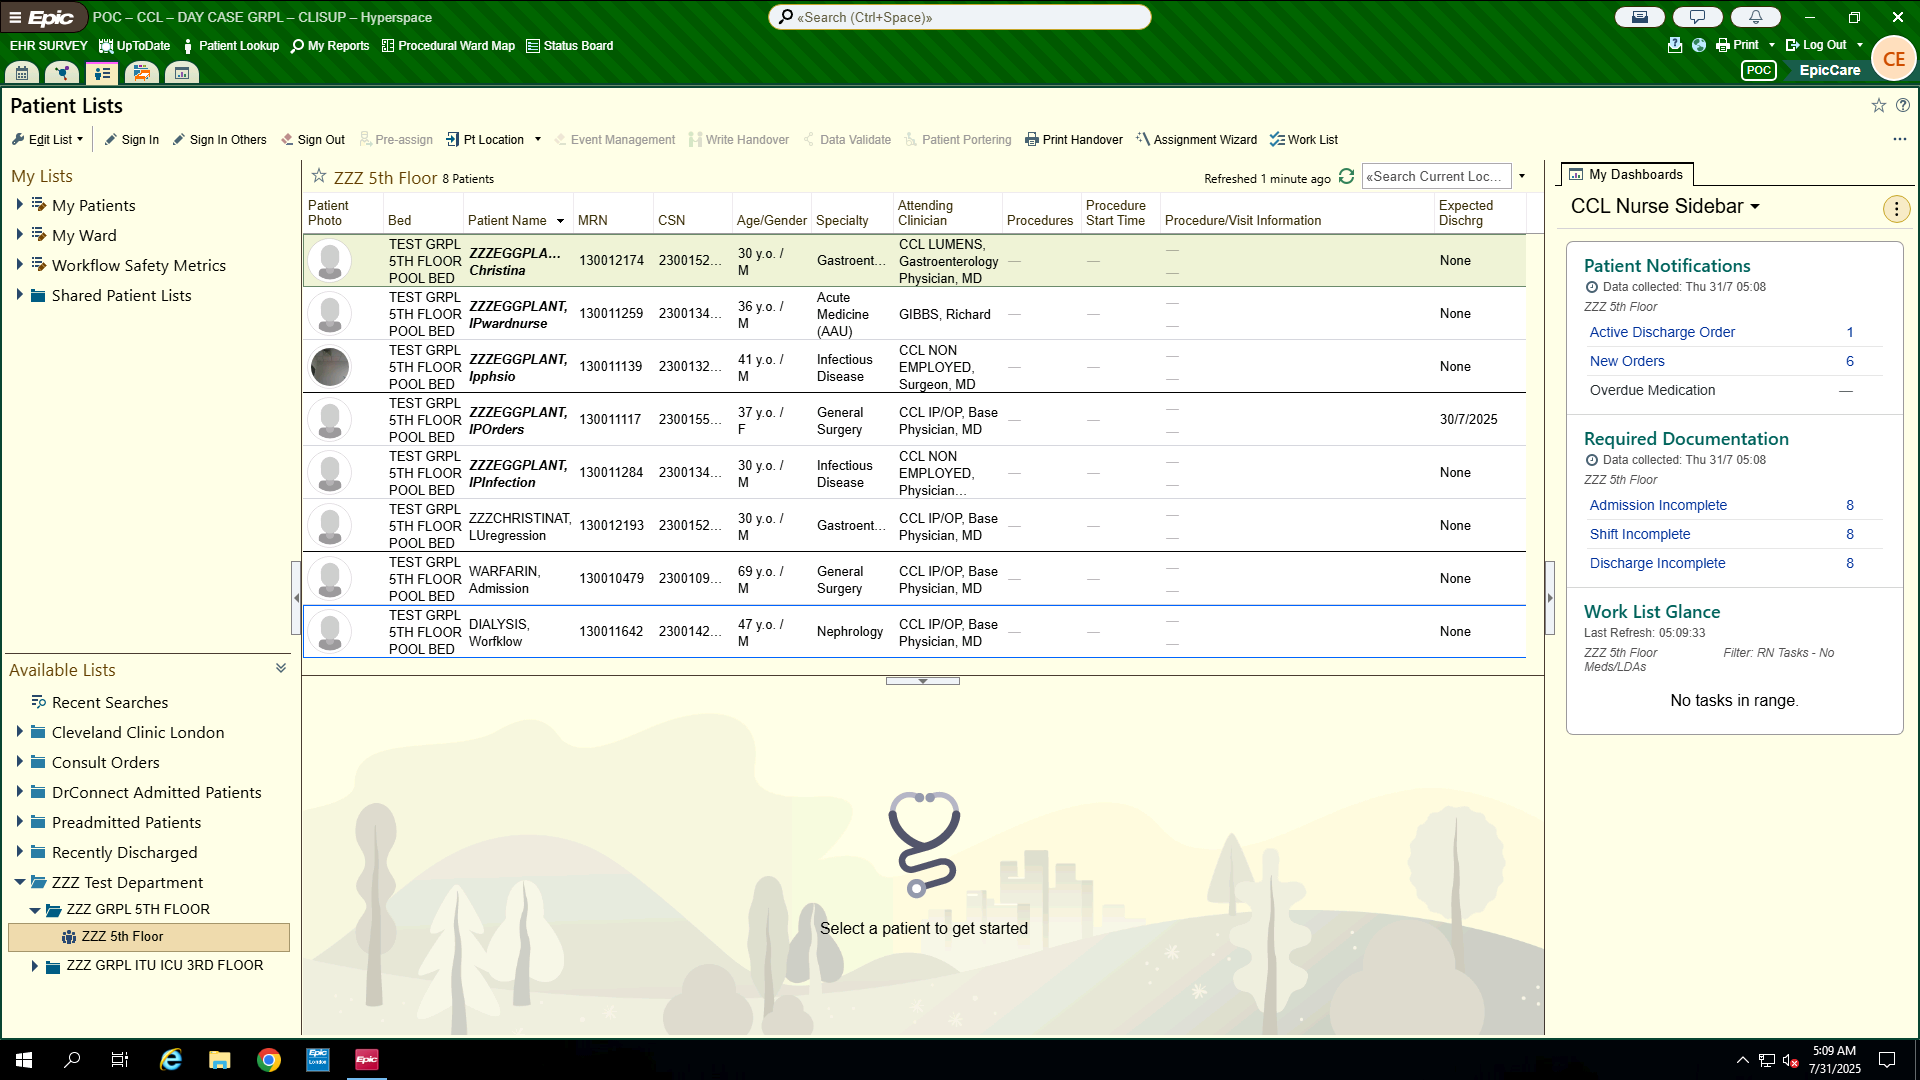 Epic POC – CCL – DAY CASE GRPL – CLISUP – Hyperspace
«Search (Ctrl+Space)»
EHR SURVEY UpToDate Patient Lookup My Reports Procedural Ward Map Status Board
Print Log Out
POC EpicCare CE
Patient Lists
Edit List Sign In Sign In Others Sign Out Pre-assign Pt Location Event Management Write Handover Data Validate Patient Portering Print Handover Assignment Wizard Work List
My Lists
My Patients
My Ward
Workflow Safety Metrics
Shared Patient Lists
Available Lists
Recent Searches
Cleveland Clinic London
Consult Orders
DrConnect Admitted Patients
Preadmitted Patients
Recently Discharged
ZZZ Test Department
ZZZ GRPL 5TH FLOOR
ZZZ 5th Floor
ZZZ GRPL ITU ICU 3RD FLOOR
ZZZ 5th Floor 8 Patients
Refreshed 1 minute ago «Search Current Loc...
Patient Photo Bed Patient Name MRN CSN Age/Gender Specialty Attending Clinician Procedures Procedure Start Time Procedure/Visit Information Expected Dischrg
TEST GRPL 5TH FLOOR POOL BED ZZZEGGPLA... Christina 130012174 2300152... 30 y.o. / M Gastroent... CCL LUMENS, Gastroenterology Physician, MD — — — — None
TEST GRPL 5TH FLOOR POOL BED ZZZEGGPLANT, IPwardnurse 130011259 2300134... 36 y.o. / M Acute Medicine (AAU) GIBBS, Richard — — — — None
TEST GRPL 5TH FLOOR POOL BED ZZZEGGPLANT, Ipphsio 130011139 2300132... 41 y.o. / M Infectious Disease CCL NON EMPLOYED, Surgeon, MD — — — — None
TEST GRPL 5TH FLOOR POOL BED ZZZEGGPLANT, IPOrders 130011117 2300155... 37 y.o. / F General Surgery CCL IP/OP, Base Physician, MD — — — — 30/7/2025
TEST GRPL 5TH FLOOR POOL BED ZZZEGGPLANT, IPInfection 130011284 2300134... 30 y.o. / M Infectious Disease CCL NON EMPLOYED, Physician... — — — — None
TEST GRPL 5TH FLOOR POOL BED ZZZCHRISTINAT, LUregression 130012193 2300152... 30 y.o. / M Gastroent... CCL IP/OP, Base Physician, MD — — — — None
TEST GRPL 5TH FLOOR POOL BED WARFARIN, Admission 130010479 2300109... 69 y.o. / M General Surgery CCL IP/OP, Base Physician, MD — — — — None
TEST GRPL 5TH FLOOR POOL BED DIALYSIS, Worfklow 130011642 2300142... 47 y.o. / M Nephrology CCL IP/OP, Base Physician, MD — — — — None
Select a patient to get started
My Dashboards
CCL Nurse Sidebar
Patient Notifications
Data collected: Thu 31/7 05:08
ZZZ 5th Floor
Active Discharge Order 1
New Orders 6
Overdue Medication —
Required Documentation
Data collected: Thu 31/7 05:08
ZZZ 5th Floor
Admission Incomplete 8
Shift Incomplete 8
Discharge Incomplete 8
Work List Glance
Last Refresh: 05:09:33
ZZZ 5th Floor Filter: RN Tasks - No
Meds/LDAs
No tasks in range.
Epic London
Epic
5:09 AM
7/31/2025